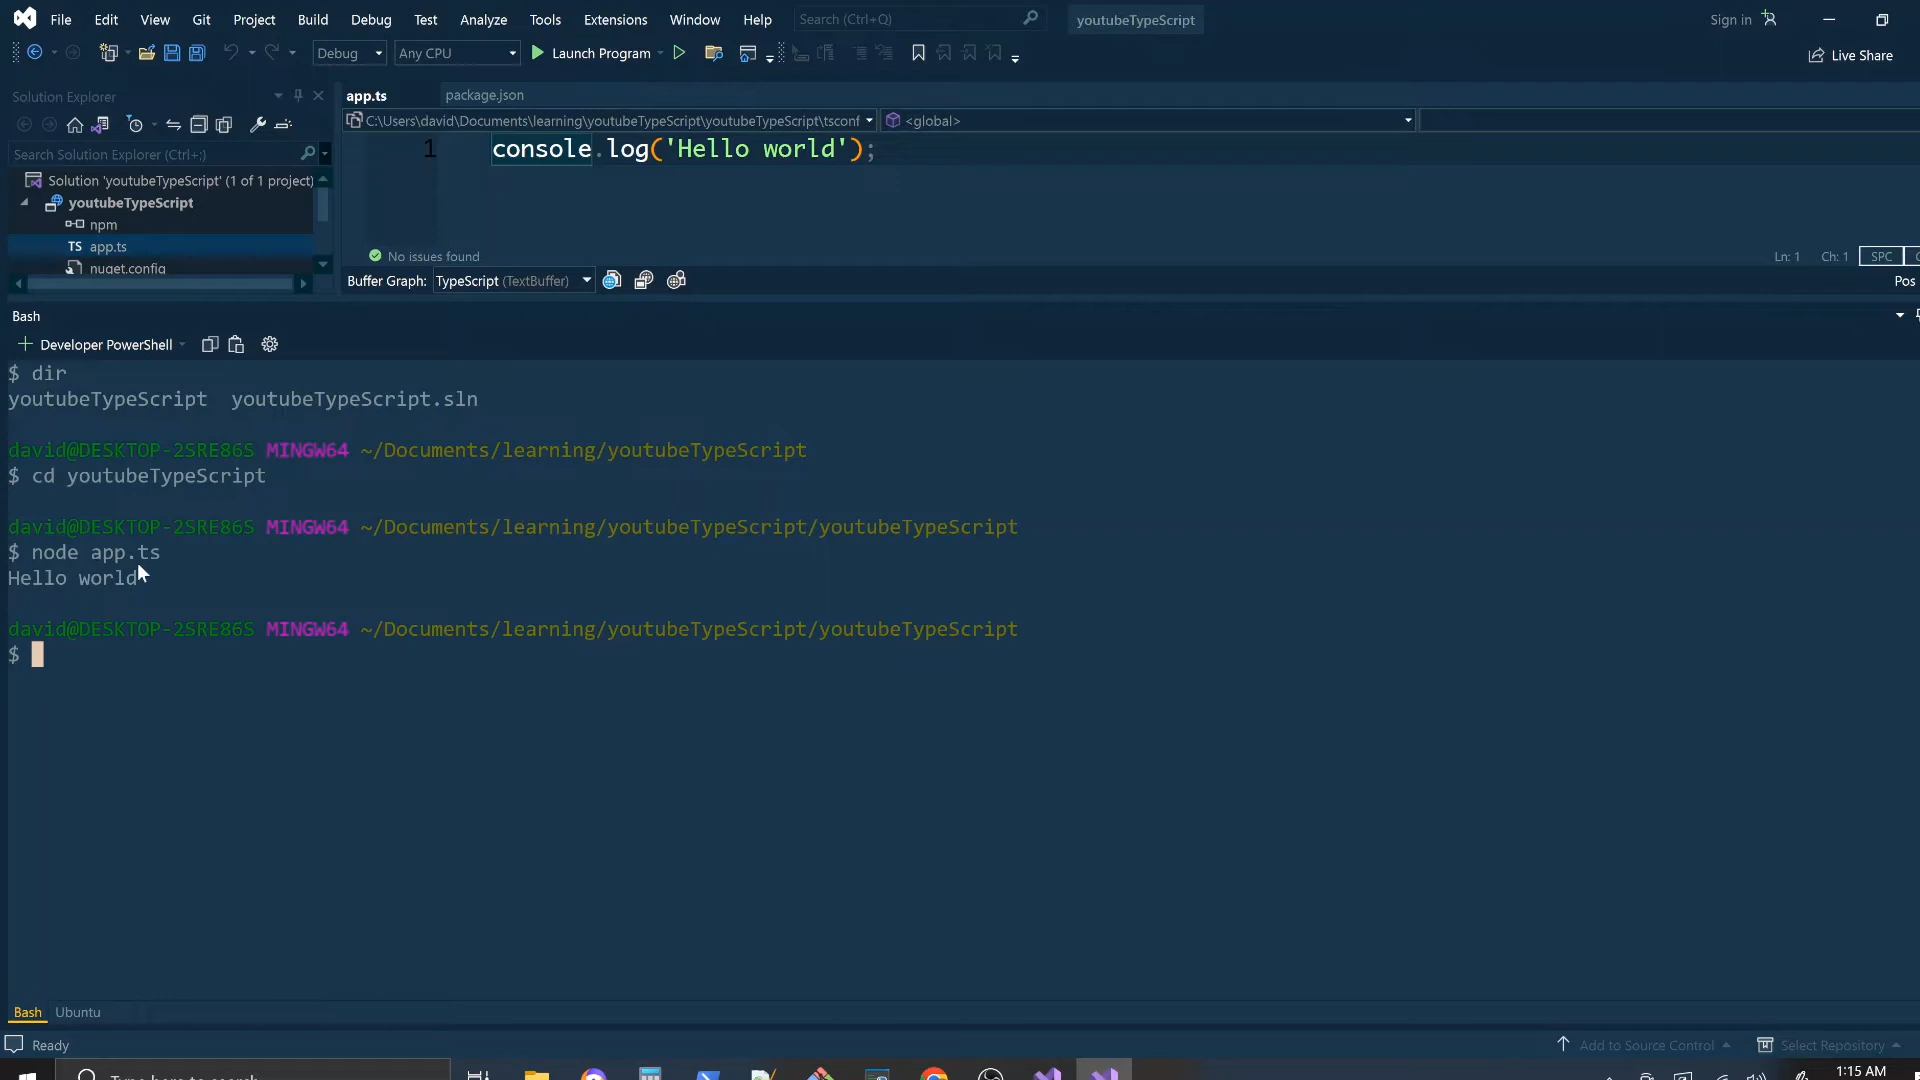 File Edit View Git Project Build Debug Test Analyze Tools Extensions Window Help Search (Ctrl+Q) youtubeTypeScript Sign in
Debug Any CPU Launch Program Live Share
Solution Explorer
app.ts package.json
C:\Users\david\Documents\learning\youtubeTypeScript\youtubeTypeScript\tsconf <global>
Search Solution Explorer (Ctrl+;)
1 console.log('Hello world');
Solution 'youtubeTypeScript' (1 of 1 project)
youtubeTypeScript
npm
TS app.ts
nuget.config
No issues found Ln: 1 Ch: 1 SPC
Buffer Graph: TypeScript (TextBuffer) Pos
Bash
Developer PowerShell
$ dir
youtubeTypeScript youtubeTypeScript.sln
david@DESKTOP-2SRE86S MINGW64 ~/Documents/learning/youtubeTypeScript
$ cd youtubeTypeScript
david@DESKTOP-2SRE86S MINGW64 ~/Documents/learning/youtubeTypeScript/youtubeTypeScript
$ node app.ts
Hello world
david@DESKTOP-2SRE86S MINGW64 ~/Documents/learning/youtubeTypeScript/youtubeTypeScript
$
Bash Ubuntu
Ready Add to Source Control Select Repository
Type here to search 1:15 AM